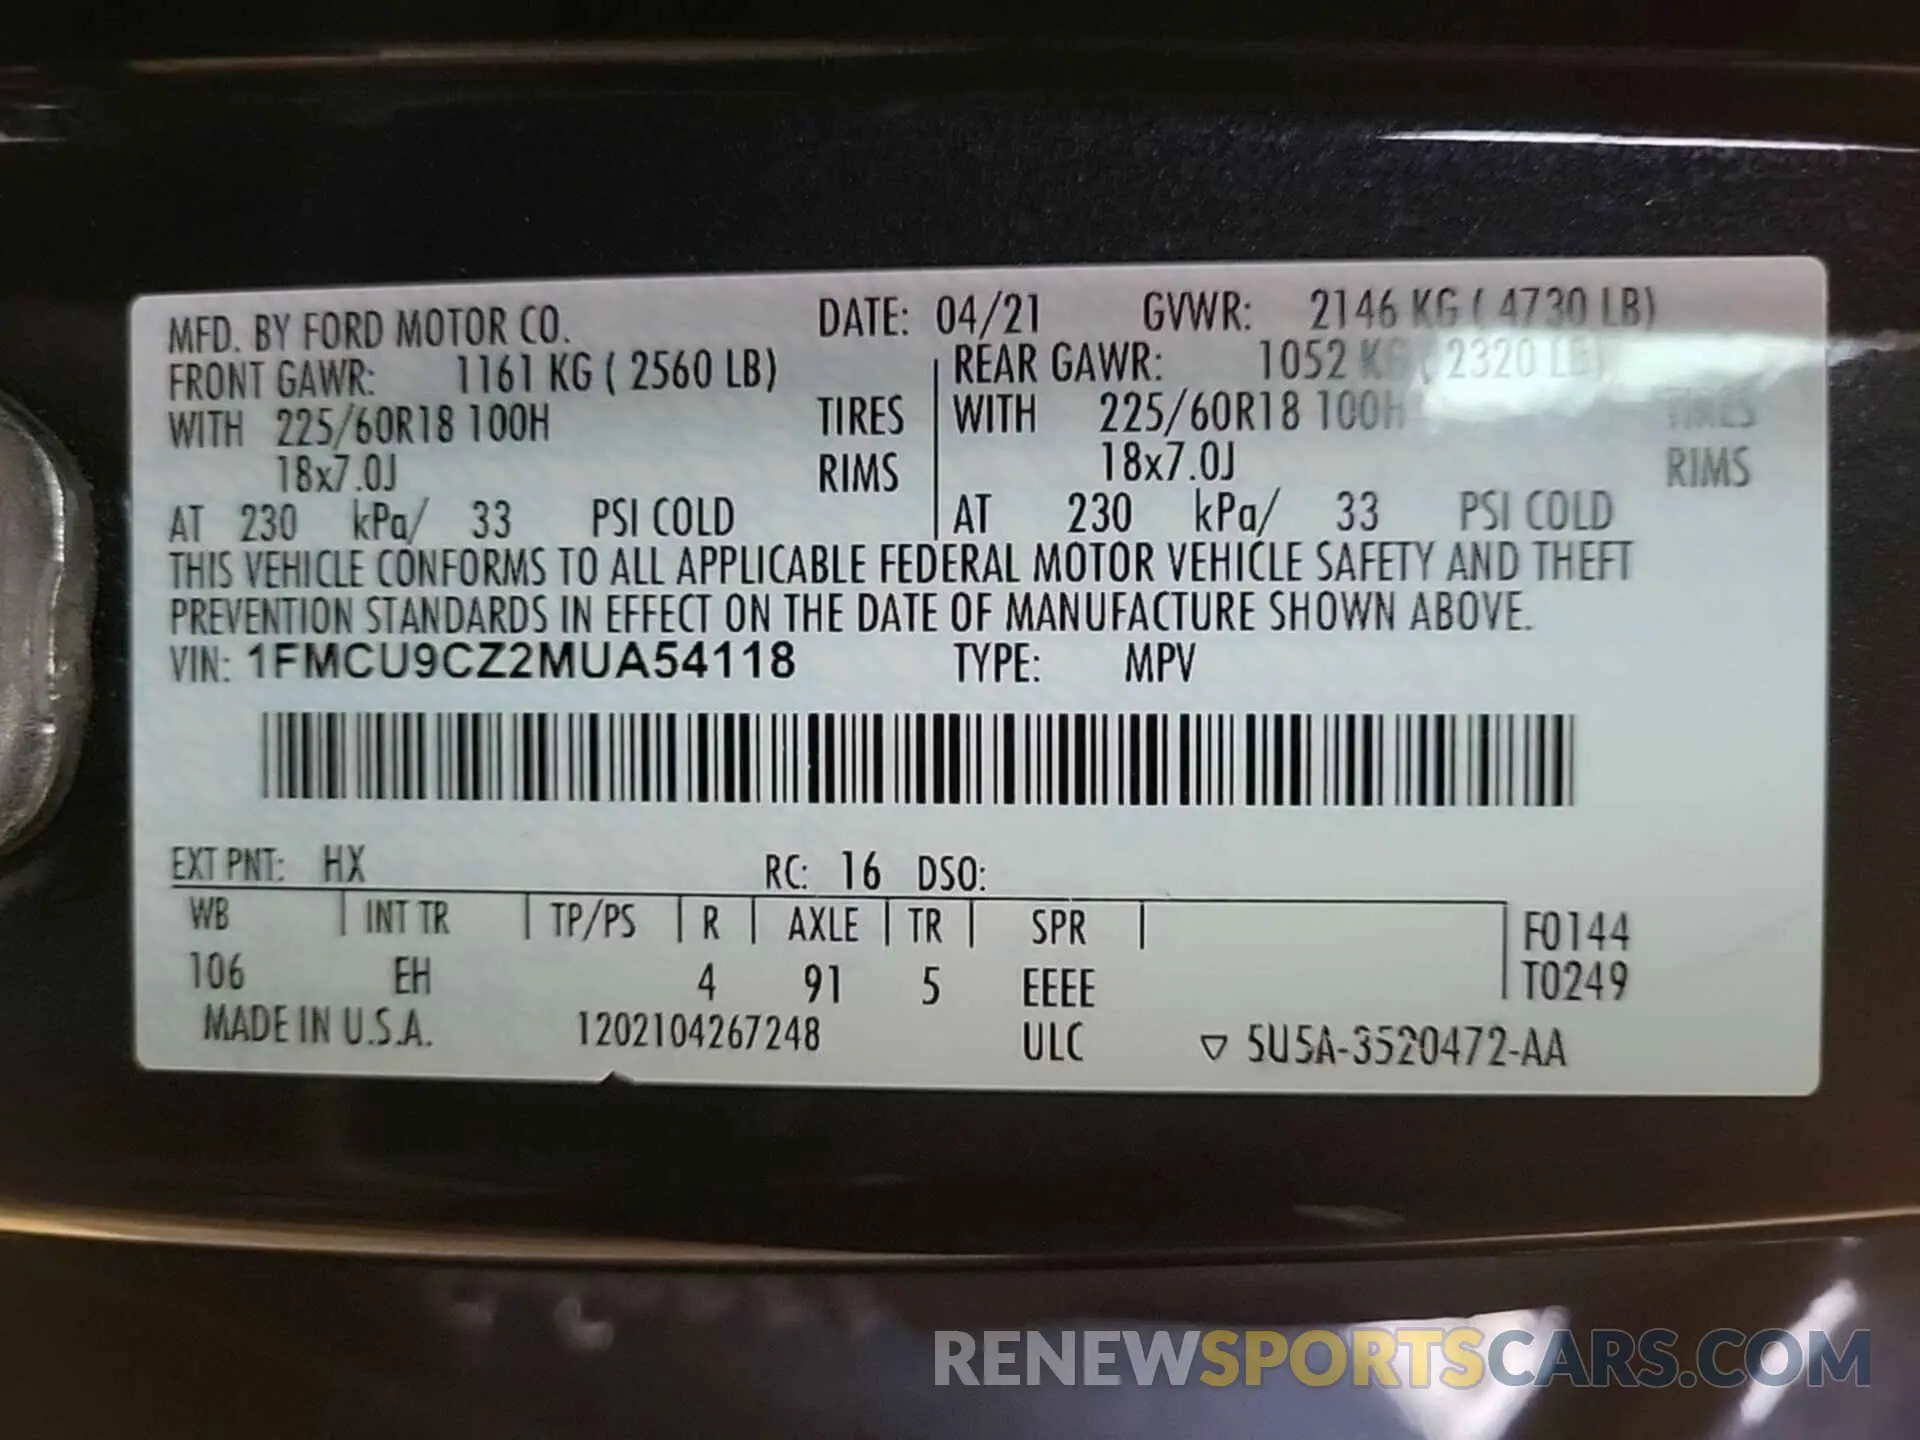 MFD. BY FORD MOTOR CO. DATE: 04/21 GVWR: 2146 KG ( 4730 LB)
FRONT GAWR: 1161 KG ( 2560 LB) REAR GAWR: 1052 KG ( 2320 LB)
WITH 225/60R18 100H TIRES WITH 225/60R18 100H TIRES
18x7.0J RIMS 18x7.0J RIMS
AT 230 kPa/ 33 PSI COLD AT 230 kPa/ 33 PSI COLD
THIS VEHICLE CONFORMS TO ALL APPLICABLE FEDERAL MOTOR VEHICLE SAFETY AND THEFT
PREVENTION STANDARDS IN EFFECT ON THE DATE OF MANUFACTURE SHOWN ABOVE.
VIN: 1FMCU9CZ2MUA54118 TYPE: MPV
EXT PNT: HX RC: 16 DSO:
WB INT TR TP/PS R AXLE TR SPR F0144
106 EH 4 91 5 EEEE T0249
MADE IN U.S.A. 1202104267248 ULC ▽ 5U5A-3520472-AA
RENEWSPORTSCARS.COM